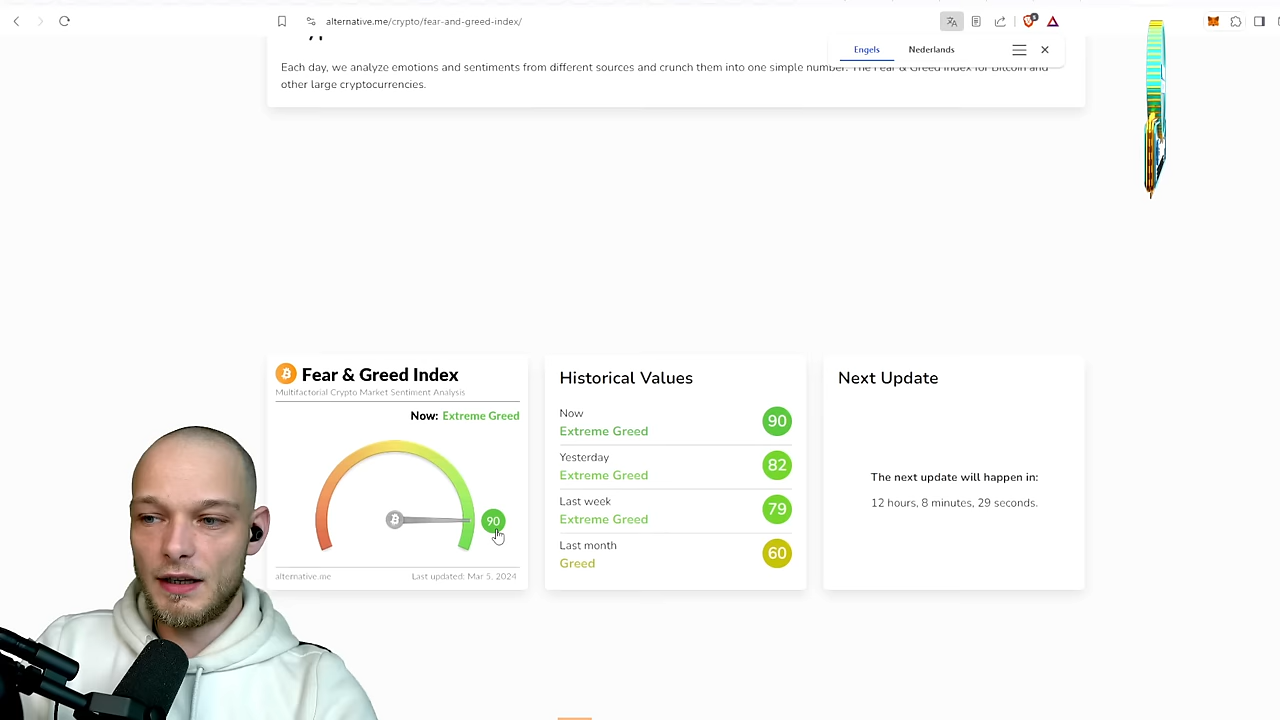 alternative.me/crypto/fear-and-greed-index/
Engels
Nederlands
Each day, we analyze emotions and sentiments from different sources and crunch them into one simple number: The Fear & Greed Index for Bitcoin and
other large cryptocurrencies.
Fear & Greed Index
Multifactorial Crypto Market Sentiment Analysis
Now: Extreme Greed
90
alternative.me
Last updated: Mar 5, 2024
Historical Values
Now
Extreme Greed
90
Yesterday
Extreme Greed
82
Last week
Extreme Greed
79
Last month
Greed
60
Next Update
The next update will happen in:
12 hours, 8 minutes, 29 seconds.